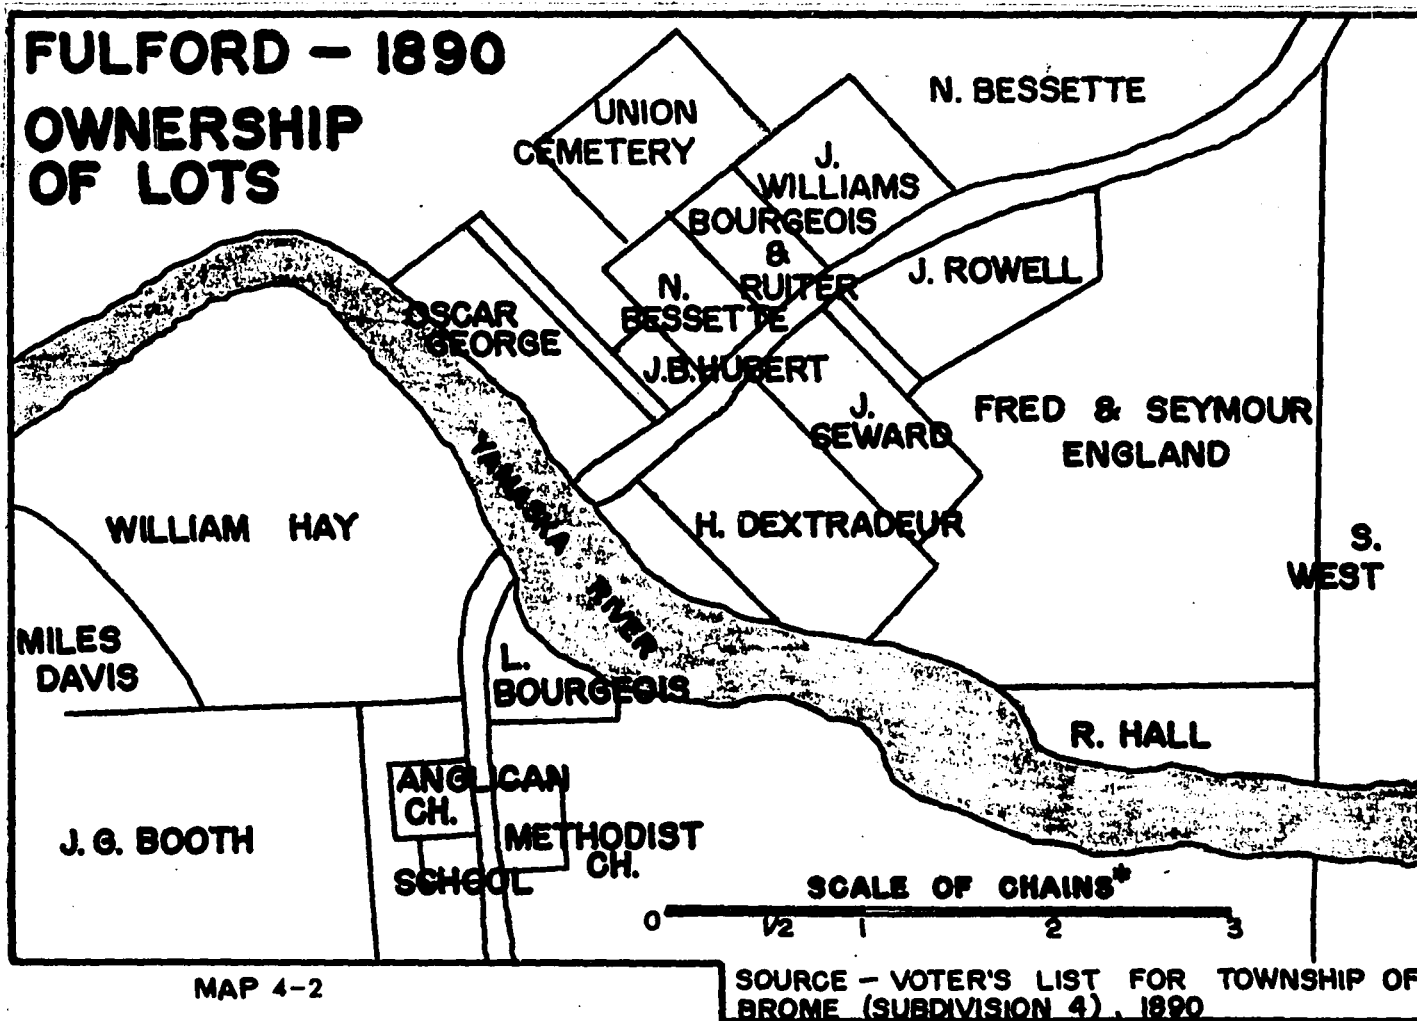 FULFORD – 1890
OWNERSHIP
OF LOTS
UNION
CEMETERY
N. BESSETTE
J.
WILLIAMS
BOURGEOIS
&
RUITER
J. ROWELL
N.
BESSETTE
OSCAR
GEORGE
J.B. HUBERT
J.
SEWARD
FRED & SEYMOUR
ENGLAND
H. DEXTRADEUR
S.
WEST
WILLIAM HAY
YAMASKA RIVER
MILES
DAVIS
L.
BOURGEOIS
R. HALL
ANGLICAN
CH.
J. G. BOOTH
METHODIST
CH.
SCHOOL
SCALE OF CHAINS*
0 1/2 1 2 3
MAP 4-2
SOURCE – VOTER'S LIST FOR TOWNSHIP OF
BROME (SUBDIVISION 4), 1890